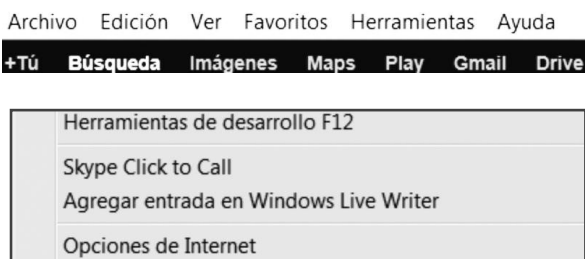 Archivo Edición Ver Favoritos Herramientas Ayuda
+Tú Búsqueda Imágenes Maps Play Gmail Drive
Herramientas de desarrollo F12
Skype Click to Call
Agregar entrada en Windows Live Writer
Opciones de Internet